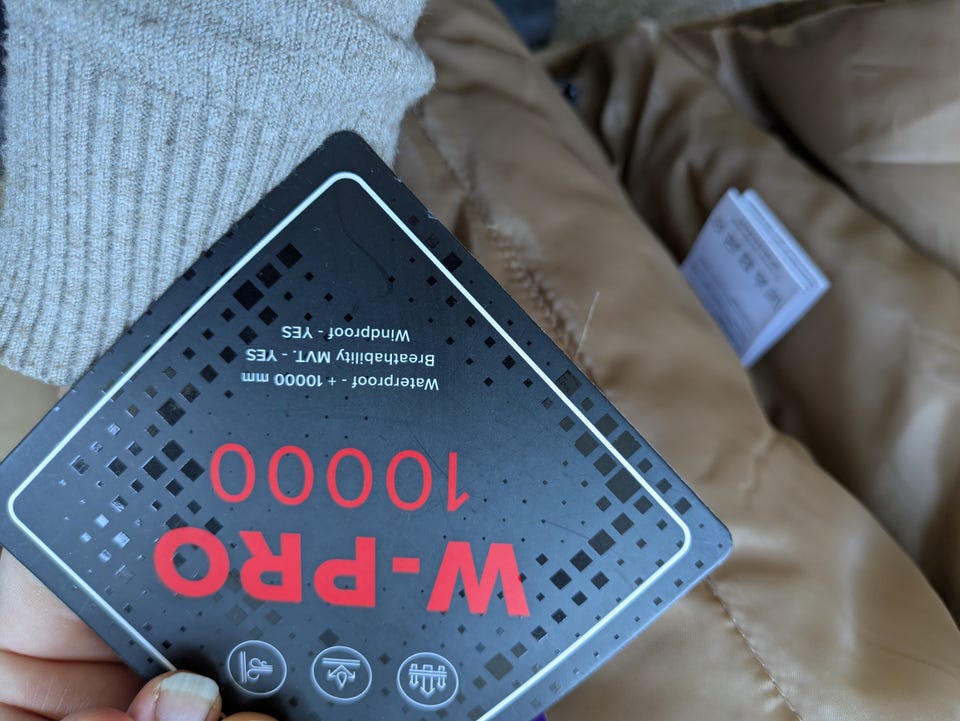 W-PRO
10000
Waterproof - + 10000 mm
Breathability MVT. - YES
Windproof - YES